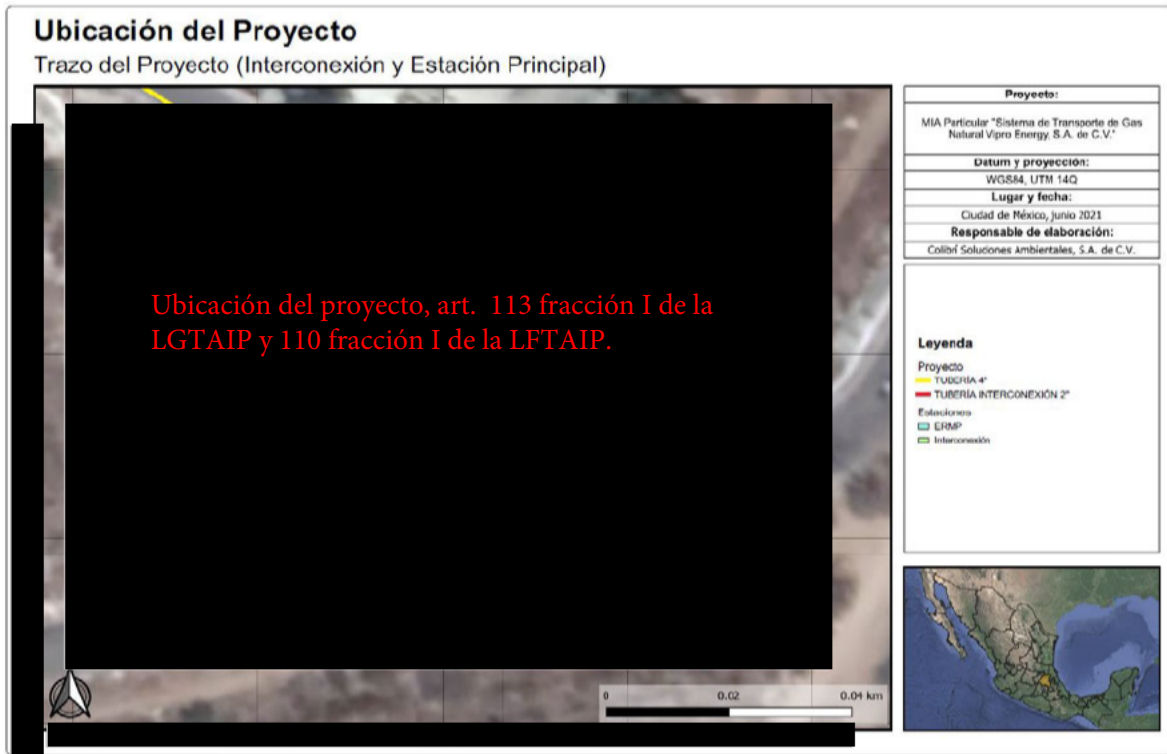 Ubicación del Proyecto
Trazo del Proyecto (Interconexión y Estación Principal)
Ubicación del proyecto, art. 113 fracción I de la
LGTAIP y 110 fracción I de la LFTAIP.
0 0.02 0.04 km
Proyecto:
MIA Particular "Sistema de Transporte de Gas
Natural Vipro Energy, S.A. de C.V."
Datum y proyección:
WGS84, UTM 14Q
Lugar y fecha:
Ciudad de México, junio 2021
Responsable de elaboración:
Colibrí Soluciones Ambientales, S.A. de C.V.
Leyenda
Proyecto
TUBERÍA 4"
TUBERÍA INTERCONEXIÓN 2"
Estaciones
ERMP
Interconexión